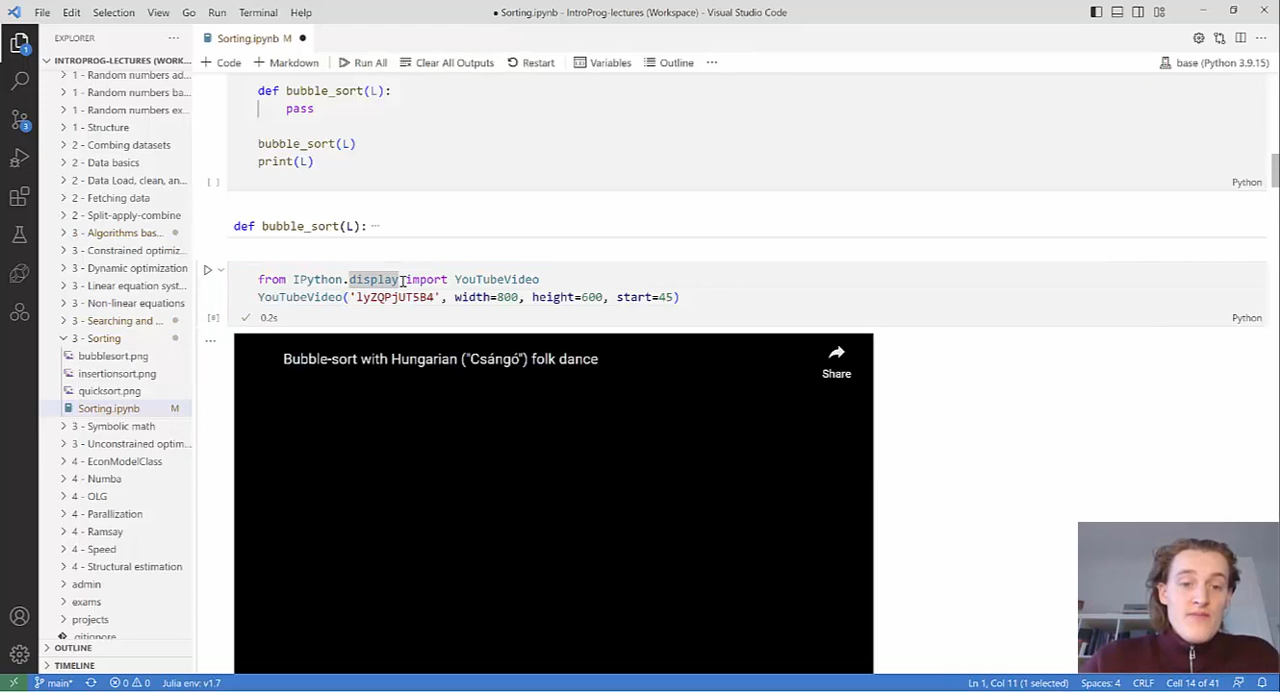 File Edit Selection View Go Run Terminal Help
● Sorting.ipynb - IntroProg-lectures (Workspace) - Visual Studio Code
EXPLORER ···
INTROPROG-LECTURES (WORK...
1 - Random numbers ad...
1 - Random numbers ba...
1 - Random numbers ex...
1 - Structure
2 - Combing datasets
2 - Data basics
2 - Data Load, clean, an...
2 - Fetching data
2 - Split-apply-combine
3 - Algorithms bas...
3 - Constrained optimiz...
3 - Dynamic optimization
3 - Linear equation syst...
3 - Non-linear equations
3 - Searching and ...
3 - Sorting
bubblesort.png
insertionsort.png
quicksort.png
Sorting.ipynb M
3 - Symbolic math
3 - Unconstrained optim...
4 - EconModelClass
4 - Numba
4 - OLG
4 - Parallization
4 - Ramsay
4 - Speed
4 - Structural estimation
admin
exams
projects
.gitignore
OUTLINE
TIMELINE
Sorting.ipynb M ●
+ Code + Markdown Run All Clear All Outputs Restart Variables Outline ···
base (Python 3.9.15)
def bubble_sort(L):
pass
bubble_sort(L)
print(L)
[ ] Python
def bubble_sort(L): ···
from IPython.display import YouTubeVideo
YouTubeVideo('lyZQPjUT5B4', width=800, height=600, start=45)
✓ 0.2s Python
Bubble-sort with Hungarian ("Csángó") folk dance
Share
main* 0 0 Julia env: v1.7
Ln 1, Col 11 (1 selected) Spaces: 4 CRLF Cell 14 of 41